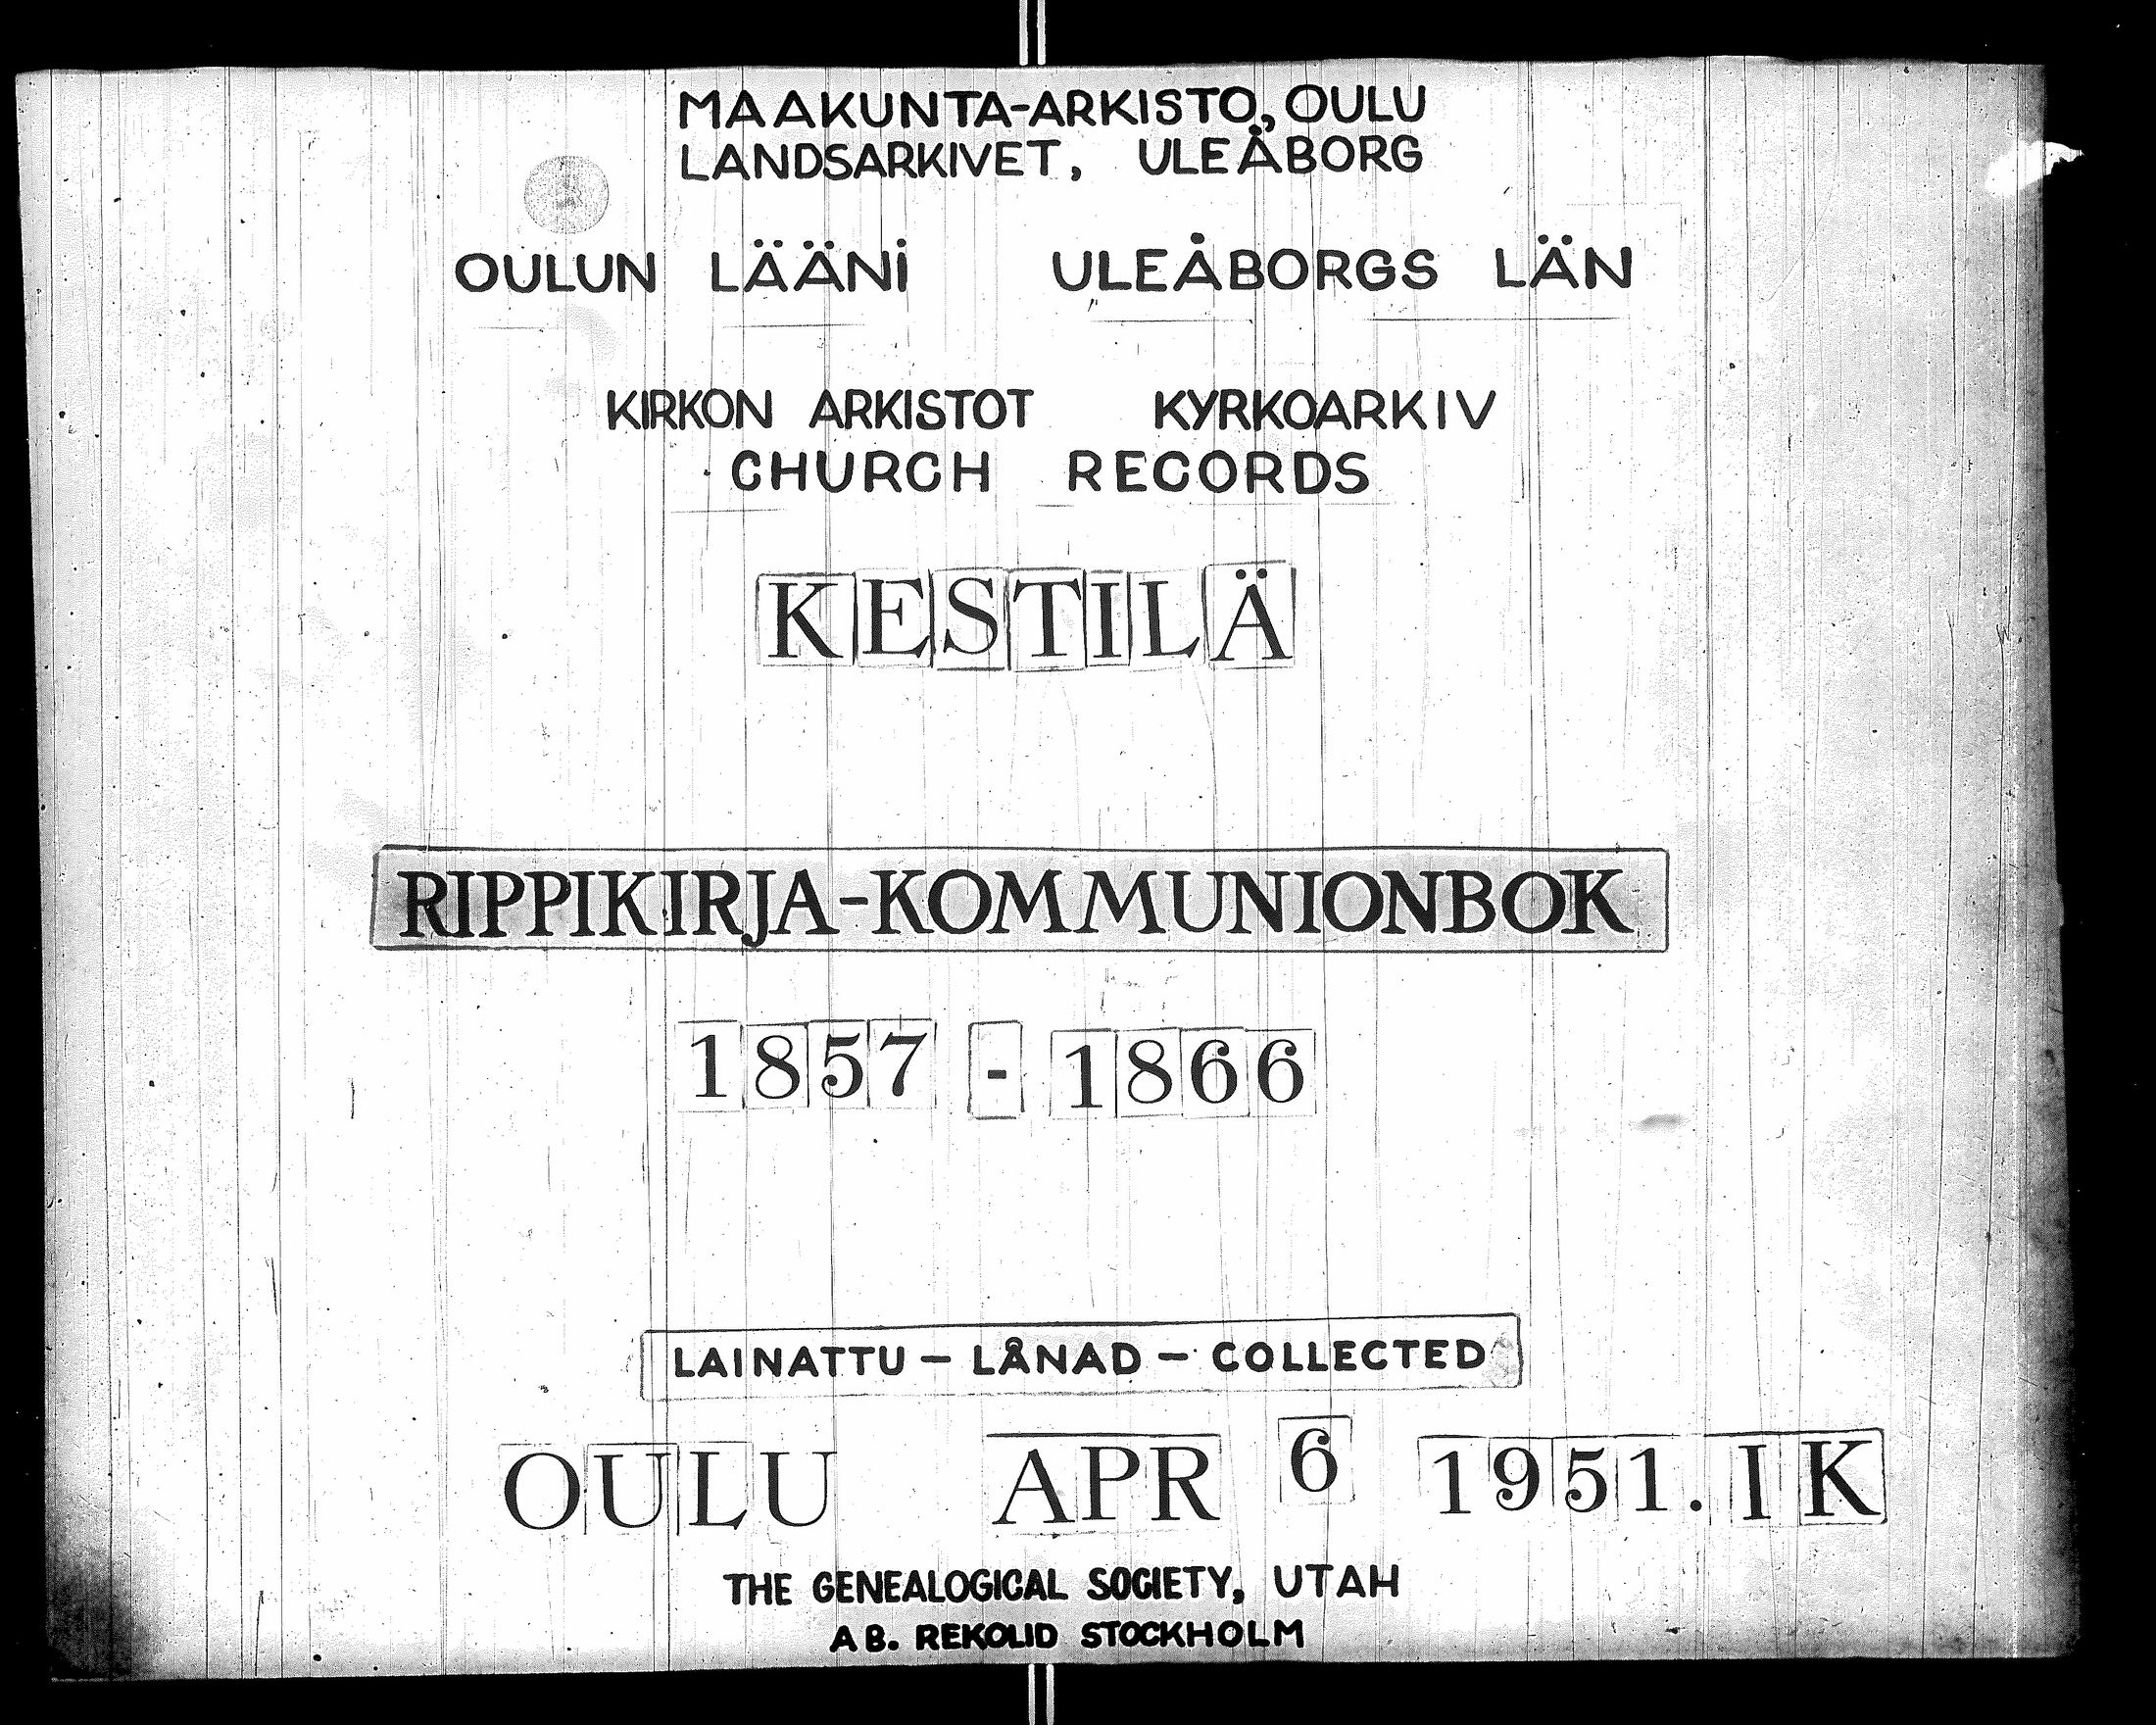 MAAKUNTA-ARKISTO, OULU
LANDSARKIVET, ULEÅBORG
OULUN LÄÄNI ULEÅBORGS LÄN
KIRKON ARKISTOT KYRKOARKIV
CHURCH RECORDS
KESTILÄ
RIPPIKIRJA-KOMMUNIONBOK
1857 - 1866
LAINATTU - LÅNAD - COLLECTED
OULU APR 6 1951. IK
THE GENEALOGICAL SOCIETY, UTAH
AB. REKOLID STOCKHOLM